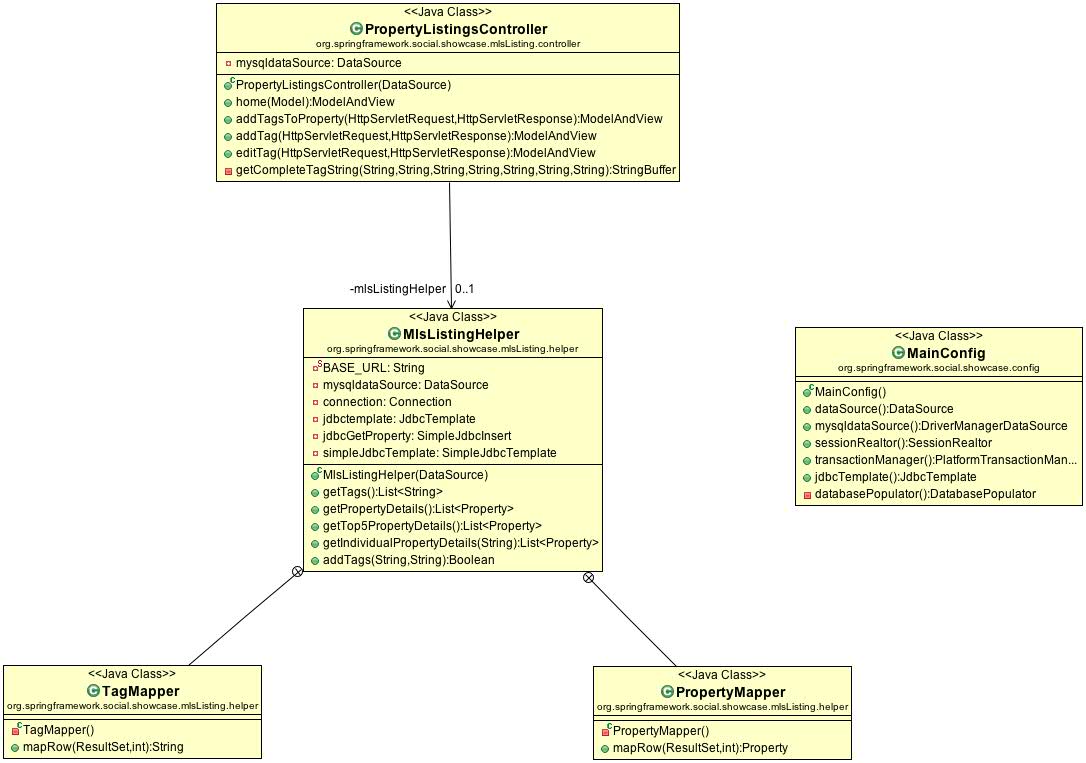 <<Java Class>>
C PropertyListingsController
org.springframework.social.showcase.mlsListing.controller
mysqldataSource: DataSource
C PropertyListingsController(DataSource)
home(Model):ModelAndView
addTagsToProperty(HttpServletRequest,HttpServletResponse):ModelAndView
addTag(HttpServletRequest,HttpServletResponse):ModelAndView
editTag(HttpServletRequest,HttpServletResponse):ModelAndView
getCompleteTagString(String,String,String,String,String,String,String):StringBuffer
-mlsListingHelper 0..1
<<Java Class>>
C MlsListingHelper
org.springframework.social.showcase.mlsListing.helper
S BASE_URL: String
mysqldataSource: DataSource
connection: Connection
jdbctemplate: JdbcTemplate
jdbcGetProperty: SimpleJdbcInsert
simpleJdbcTemplate: SimpleJdbcTemplate
C MlsListingHelper(DataSource)
getTags():List<String>
getPropertyDetails():List<Property>
getTop5PropertyDetails():List<Property>
getIndividualPropertyDetails(String):List<Property>
addTags(String,String):Boolean
<<Java Class>>
C MainConfig
org.springframework.social.showcase.config
C MainConfig()
dataSource():DataSource
mysqldataSource():DriverManagerDataSource
sessionRealtor():SessionRealtor
transactionManager():PlatformTransactionMan...
jdbcTemplate():JdbcTemplate
databasePopulator():DatabasePopulator
<<Java Class>>
C TagMapper
org.springframework.social.showcase.mlsListing.helper
C TagMapper()
mapRow(ResultSet,int):String
<<Java Class>>
C PropertyMapper
org.springframework.social.showcase.mlsListing.helper
C PropertyMapper()
mapRow(ResultSet,int):Property